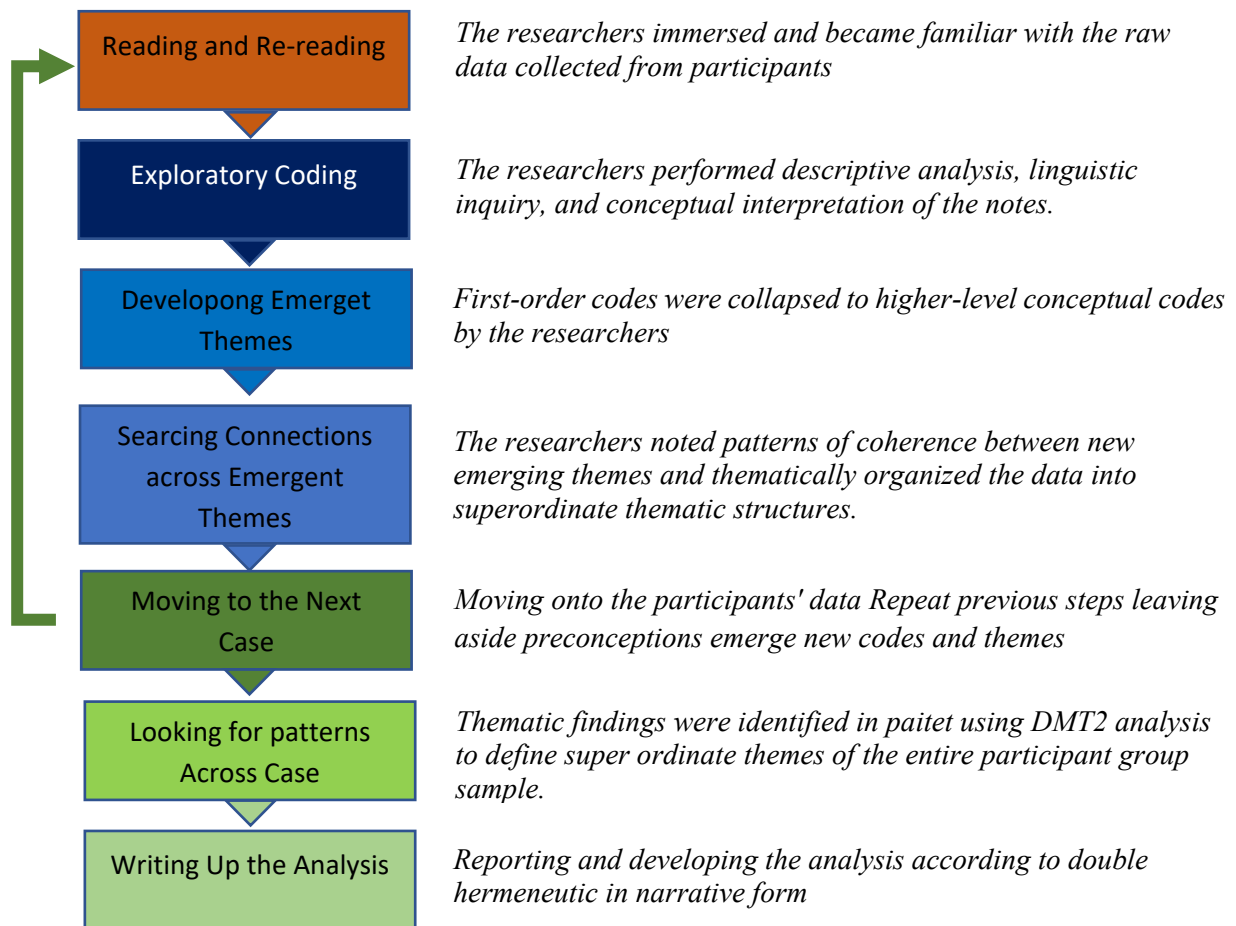 Reading and Re-reading
The researchers immersed and became familiar with the raw
data collected from participants
Exploratory Coding
The researchers performed descriptive analysis, linguistic
inquiry, and conceptual interpretation of the notes.
Developong Emerget
Themes
First-order codes were collapsed to higher-level conceptual codes
by the researchers
Searcing Connections
across Emergent
Themes
The researchers noted patterns of coherence between new
emerging themes and thematically organized the data into
superordinate thematic structures.
Moving to the Next
Case
Moving onto the participants' data Repeat previous steps leaving
aside preconceptions emerge new codes and themes
Looking for patterns
Across Case
Thematic findings were identified in paitet using DMT2 analysis
to define super ordinate themes of the entire participant group
sample.
Writing Up the Analysis
Reporting and developing the analysis according to double
hermeneutic in narrative form